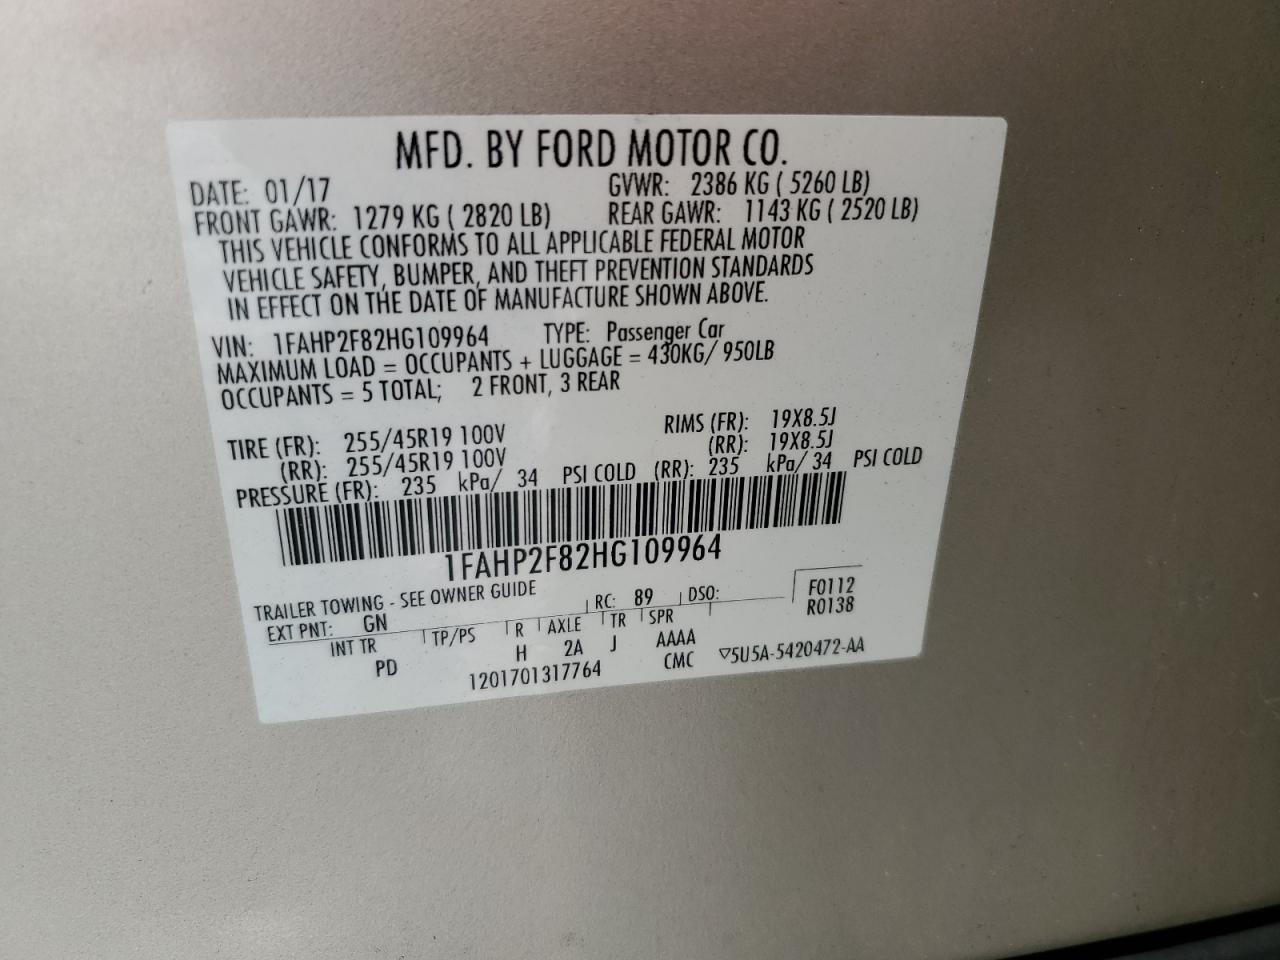 MFD. BY FORD MOTOR CO.
DATE: 01/17 GVWR: 2386 KG ( 5260 LB)
FRONT GAWR: 1279 KG ( 2820 LB) REAR GAWR: 1143 KG ( 2520 LB)
THIS VEHICLE CONFORMS TO ALL APPLICABLE FEDERAL MOTOR
VEHICLE SAFETY, BUMPER, AND THEFT PREVENTION STANDARDS
IN EFFECT ON THE DATE OF MANUFACTURE SHOWN ABOVE.
VIN: 1FAHP2F82HG109964 TYPE: Passenger Car
MAXIMUM LOAD = OCCUPANTS + LUGGAGE = 430KG/ 950LB
OCCUPANTS = 5 TOTAL; 2 FRONT, 3 REAR
TIRE (FR): 255/45R19 100V RIMS (FR): 19X8.5J
(RR): 255/45R19 100V (RR): 19X8.5J
PRESSURE (FR): 235 kPa/ 34 PSI COLD (RR): 235 kPa/ 34 PSI COLD
1FAHP2F82HG109964
TRAILER TOWING - SEE OWNER GUIDE
EXT PNT: GN RC: 89 DSO: F0112
R0138
INT TR TP/PS R AXLE TR SPR
PD H 2A J AAAA
1201701317764 CMC ▽5U5A-5420472-AA